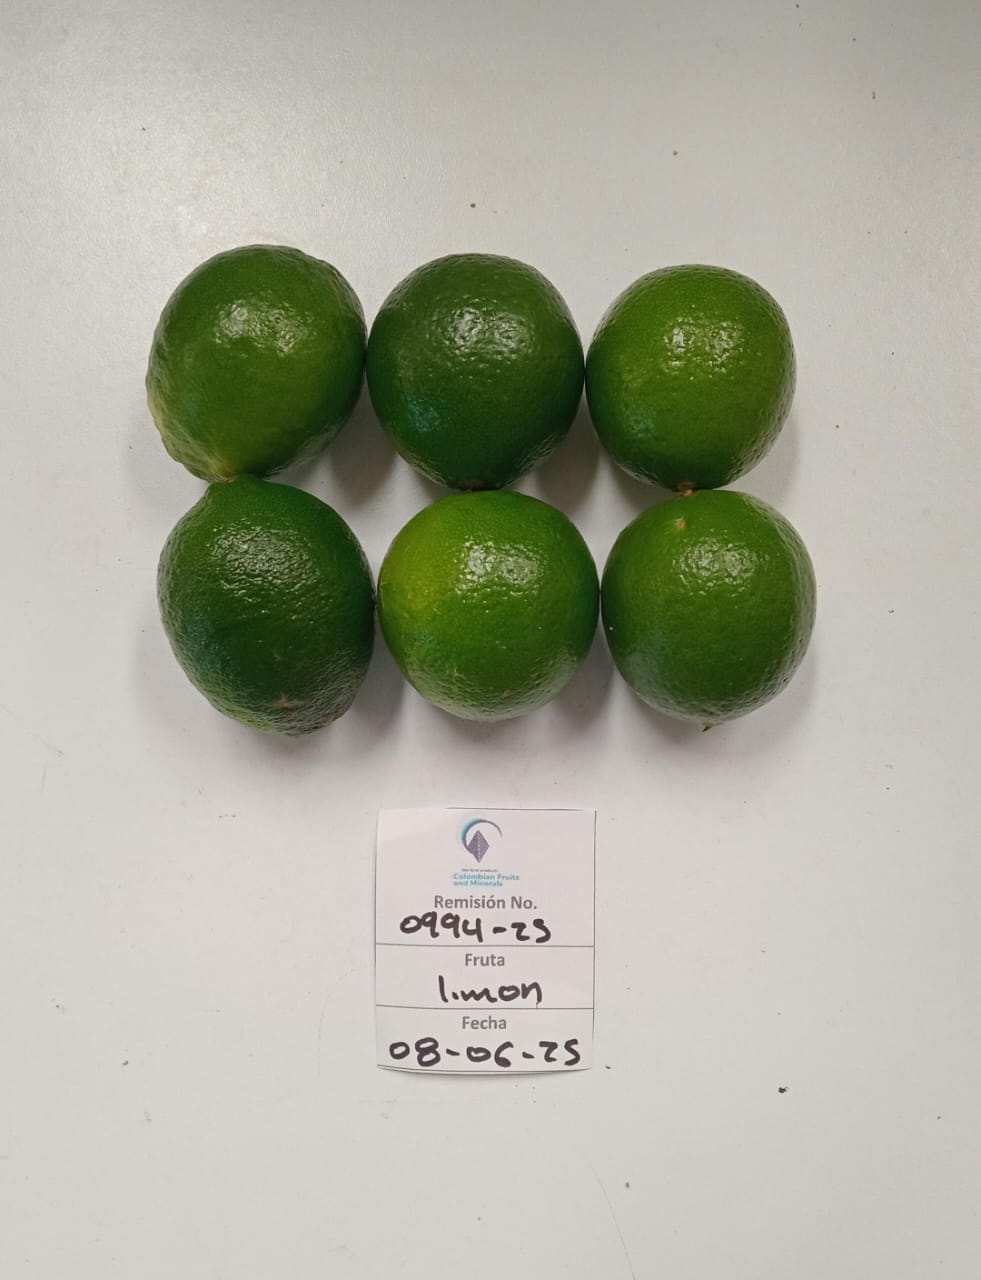 Colombian Fruits
and Minerals
Remisión No.
0994-25
Fruta
limon
Fecha
08-06-25